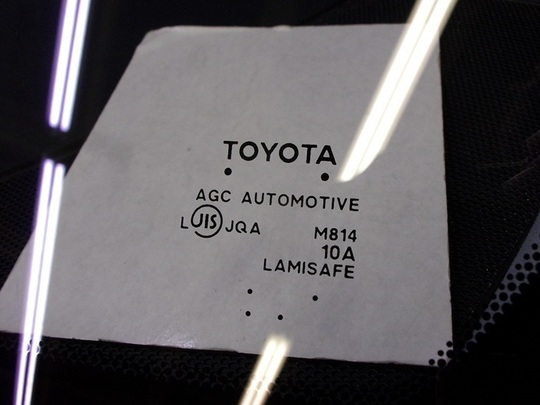 TOYOTA
AGC AUTOMOTIVE
L JIS JQA M814
10A
LAMISAFE